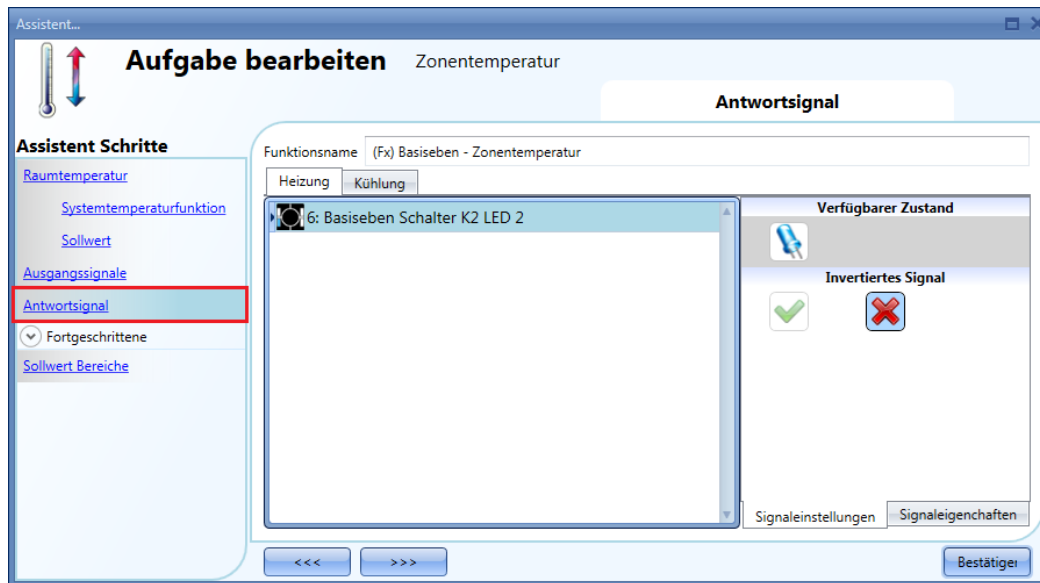 Assistent...
Aufgabe bearbeiten Zonentemperatur
Antwortsignal
Assistent Schritte
Raumtemperatur
Systemtemperaturfunktion
Sollwert
Ausgangssignale
Antwortsignal
Fortgeschrittene
Sollwert Bereiche
Funktionsname (Fx) Basiseben - Zonentemperatur
Heizung Kühlung
6: Basiseben Schalter K2 LED 2
Verfügbarer Zustand
Invertiertes Signal
Signaleinstellungen Signaleigenchaften
<<< >>> Bestätiger